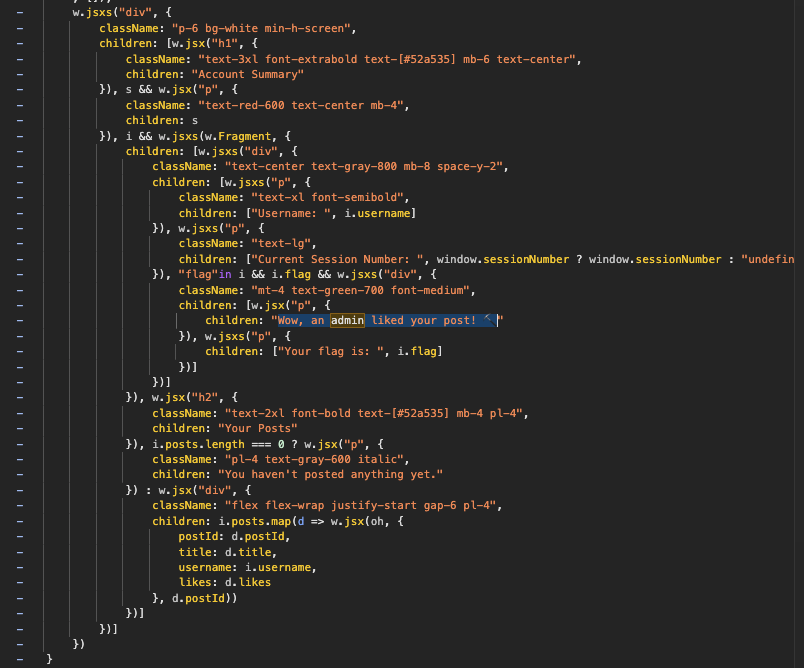 , {}),
w.jsxs("div", {
className: "p-6 bg-white min-h-screen",
children: [w.jsx("h1", {
className: "text-3xl font-extrabold text-[#52a535] mb-6 text-center",
children: "Account Summary"
}), s && w.jsx("p", {
className: "text-red-600 text-center mb-4",
children: s
}), i && w.jsxs(w.Fragment, {
children: [w.jsxs("div", {
className: "text-center text-gray-800 mb-8 space-y-2",
children: [w.jsxs("p", {
className: "text-xl font-semibold",
children: ["Username: ", i.username]
}), w.jsxs("p", {
className: "text-lg",
children: ["Current Session Number: ", window.sessionNumber ? window.sessionNumber : "undefin
}), "flag"in i && i.flag && w.jsxs("div", {
className: "mt-4 text-green-700 font-medium",
children: [w.jsx("p", {
children: "Wow, an admin liked your post! "
}), w.jsxs("p", {
children: ["Your flag is: ", i.flag]
})]
})]
}), w.jsx("h2", {
className: "text-2xl font-bold text-[#52a535] mb-4 pl-4",
children: "Your Posts"
}), i.posts.length === 0 ? w.jsx("p", {
className: "pl-4 text-gray-600 italic",
children: "You haven't posted anything yet."
}) : w.jsx("div", {
className: "flex flex-wrap justify-start gap-6 pl-4",
children: i.posts.map(d => w.jsx(oh, {
postId: d.postId,
title: d.title,
username: i.username,
likes: d.likes
}, d.postId))
})]
})]
})
}